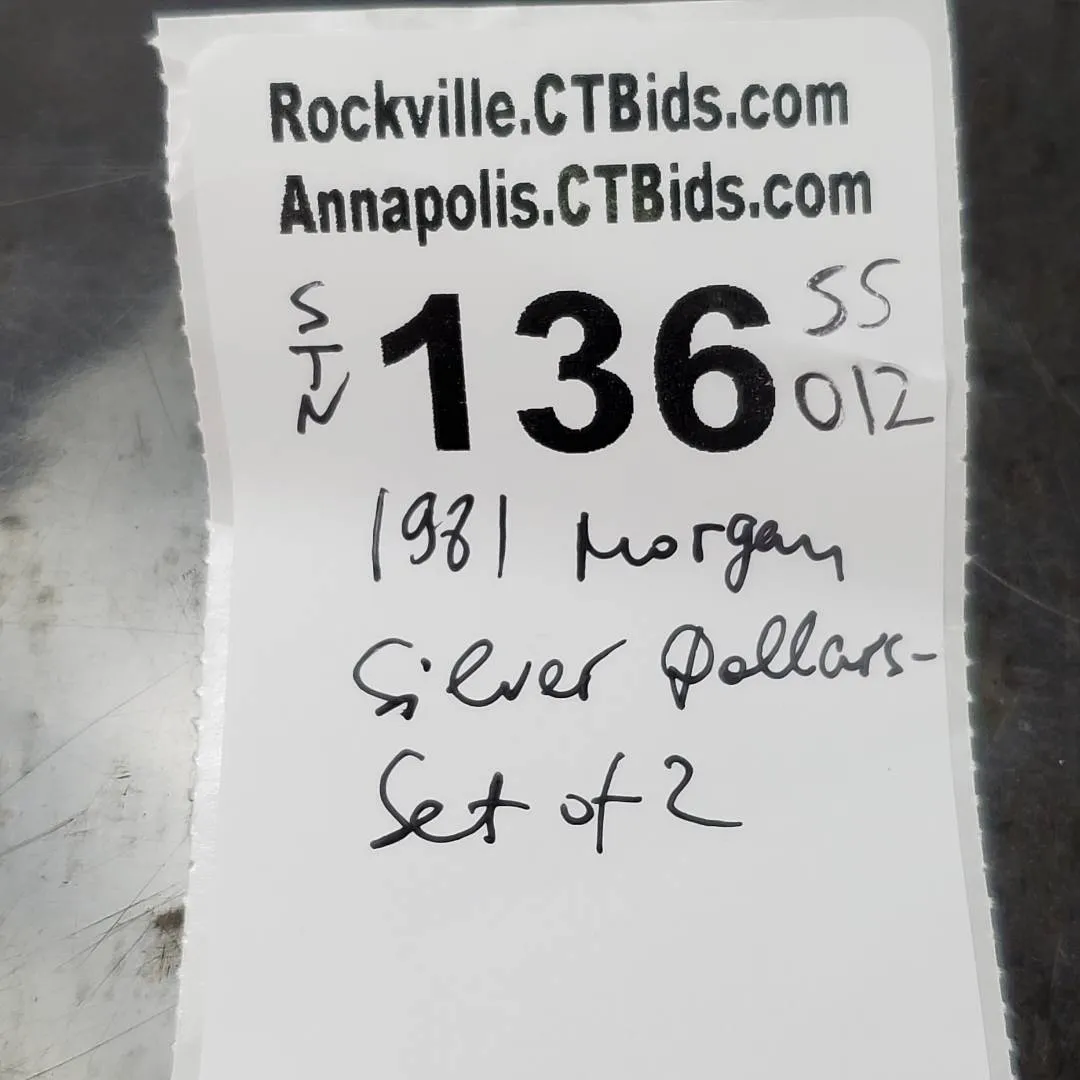 Rockville.CTBids.com
Annapolis.CTBids.com
STN 136 SS 012
1981 Morgan
Silver Dollars-
Set of 2